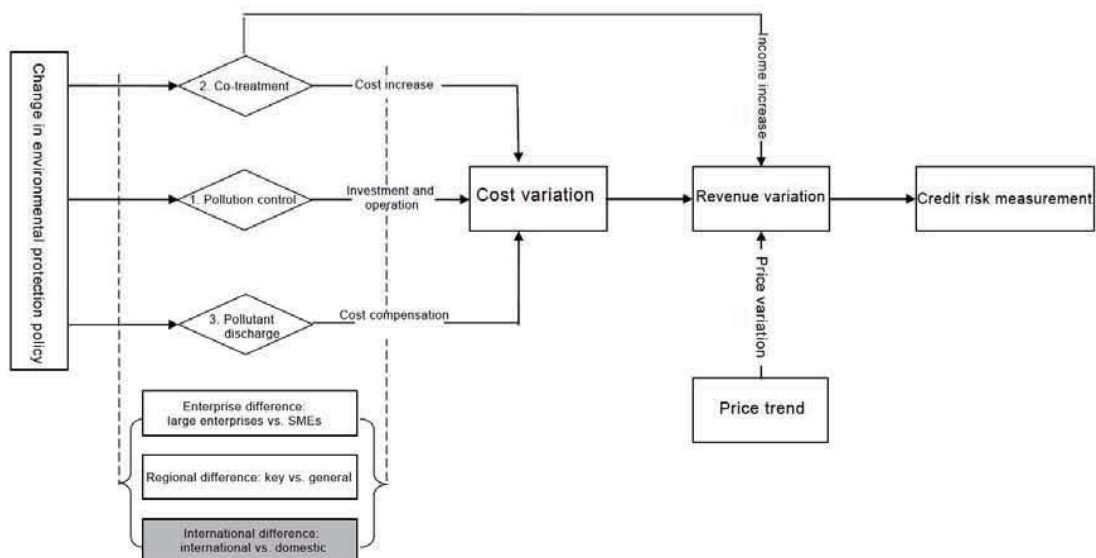 Change in environmental protection policy
2. Co-treatment
Cost increase
Income increase
1. Pollution control
Investment and
operation
Cost variation
Revenue variation
Credit risk measurement
3. Pollutant
discharge
Cost compensation
Price variation
Price trend
Enterprise difference:
large enterprises vs. SMEs
Regional difference: key vs. general
International difference:
international vs. domestic